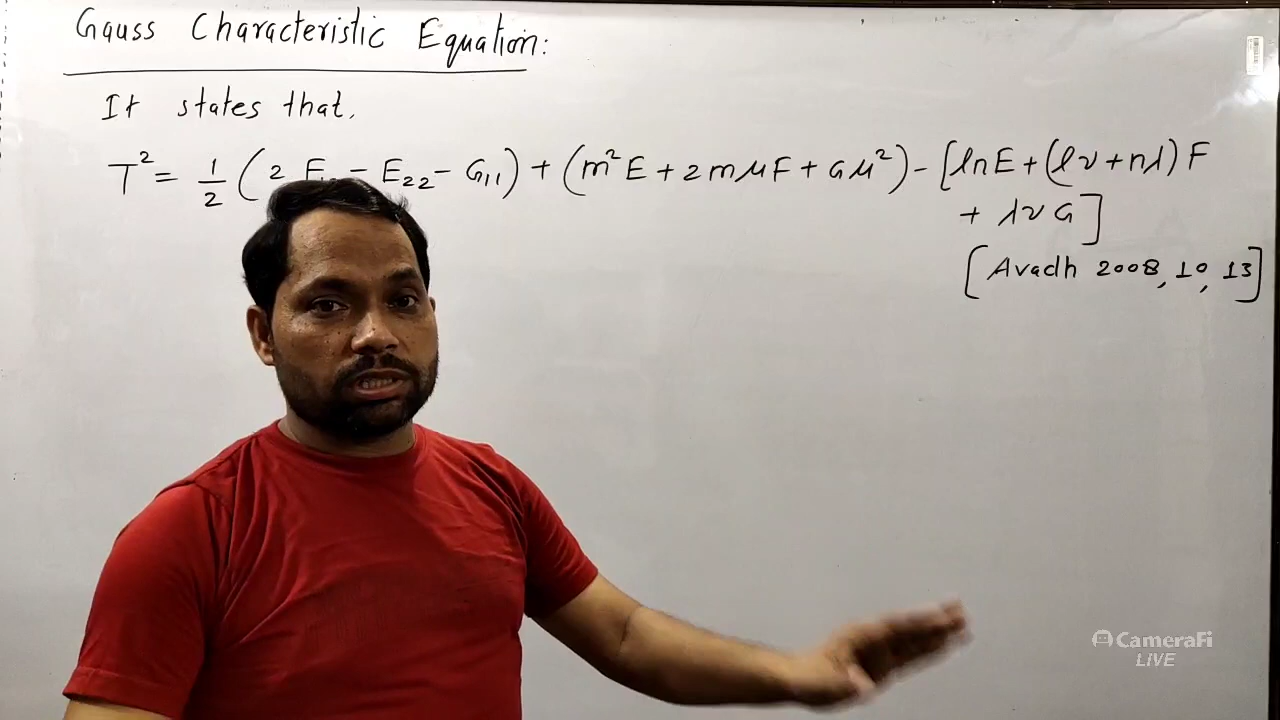 Gauss Characteristic Equation:
It states that,
T² = 1/2 (2 F₁ - E₂₂ - G₁₁) + (m²E + 2mμF + Gμ²) - [lnE + (lν + nλ)F
+ λνG]
[Avadh 2008, 10, 13]
CameraFi
LIVE